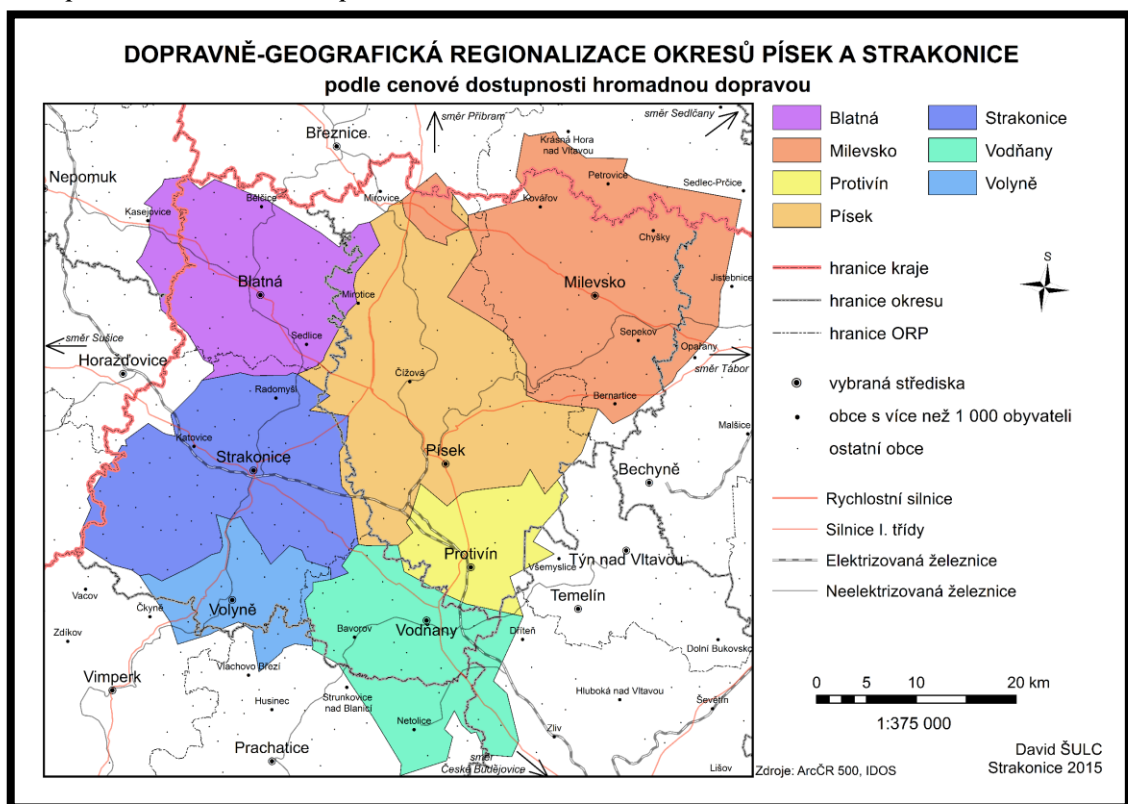 DOPRAVNĚ-GEOGRAFICKÁ REGIONALIZACE OKRESŮ PÍSEK A STRAKONICE
podle cenové dostupnosti hromadnou dopravou
směr Příbram
směr Sedlčany
Březnice
Krásná Hora
nad Vltavou
Nepomuk
Petrovice
Sedlec-Prčice
Mirovice
Kasejovice
Bělčice
Kovářov
Chyšky
Jistebnice
Blatná
Mirotice
Milevsko
směr Sušice
Sedlice
Sepekov
Opařany
směr Tábor
Horažďovice
Radomyšl
Čížová
Bernartice
Malšice
Katovice
Strakonice
Písek
Bechyně
Protivín
Všemyslice
Týn nad Vltavou
Vacov
Čkyně
Volyně
Temelín
Zdíkov
Bavorov
Vodňany
Dříteň
Dolní Bukovsko
Vlachovo Březí
Vimperk
Husinec
Strunkovice
nad Blanicí
Hluboká nad Vltavou
Ševětín
Netolice
Zliv
Prachatice
směr
České Budějovice
Lišov
Blatná
Strakonice
Milevsko
Vodňany
Protivín
Volyně
Písek
S
hranice kraje
hranice okresu
hranice ORP
vybraná střediska
obce s více než 1 000 obyvateli
ostatní obce
Rychlostní silnice
Silnice I. třídy
Elektrizovaná železnice
Neelektrizovaná železnice
0 5 10 20 km
1:375 000
David ŠULC
Strakonice 2015
Zdroje: ArcČR 500, IDOS